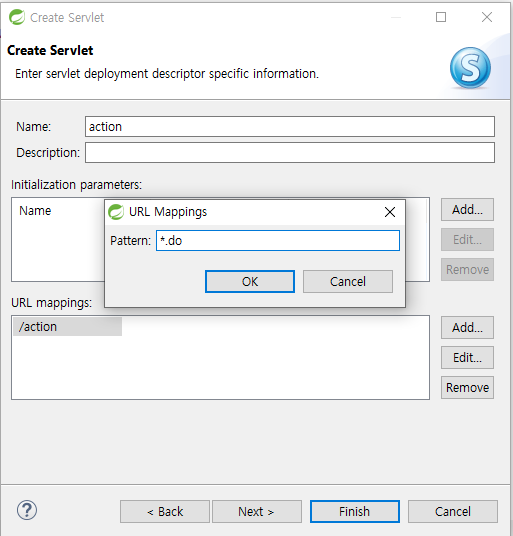 Create Servlet
Create Servlet
Enter servlet deployment descriptor specific information.
S
Name: action
Description:
Initialization parameters:
Name
Add...
Edit...
Remove
URL Mappings
Pattern: *.do
OK Cancel
URL mappings:
/action
Add...
Edit...
Remove
? < Back Next > Finish Cancel